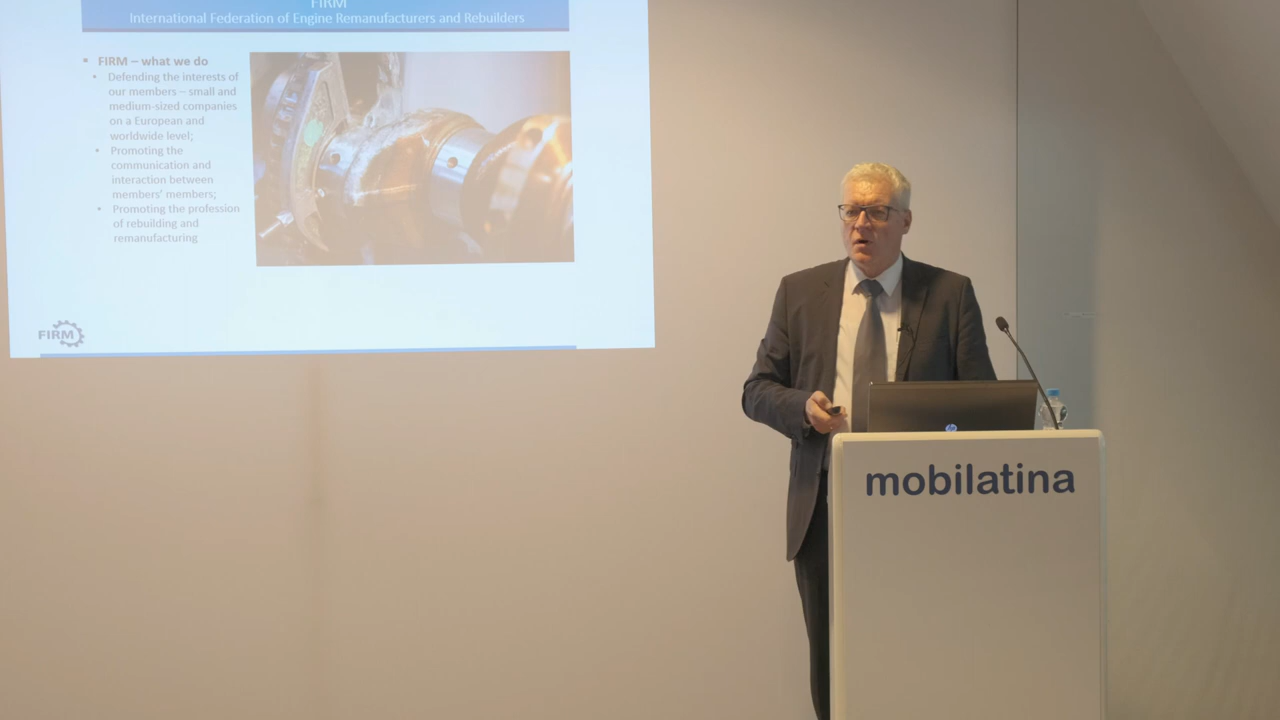 FIRM
International Federation of Engine Remanufacturers and Rebuilders
▪ FIRM – what we do
• Defending the interests of
our members – small and
medium-sized companies
on a European and
worldwide level;
• Promoting the
communication and
interaction between
members' members;
• Promoting the profession
of rebuilding and
remanufacturing
FIRM
hp
mobilatina